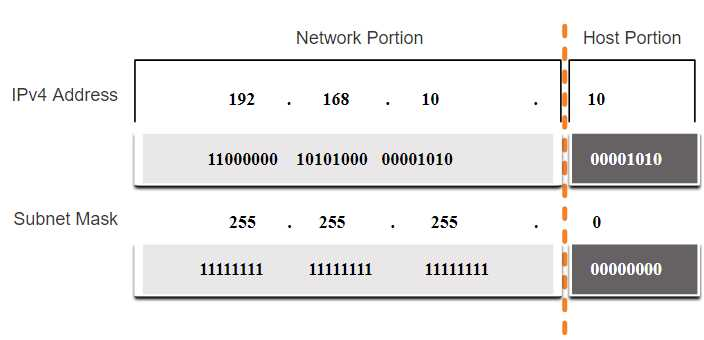 Network Portion Host Portion
IPv4 Address 192 . 168 . 10 . 10
11000000 10101000 00001010 00001010
Subnet Mask 255 . 255 . 255 . 0
11111111 11111111 11111111 00000000